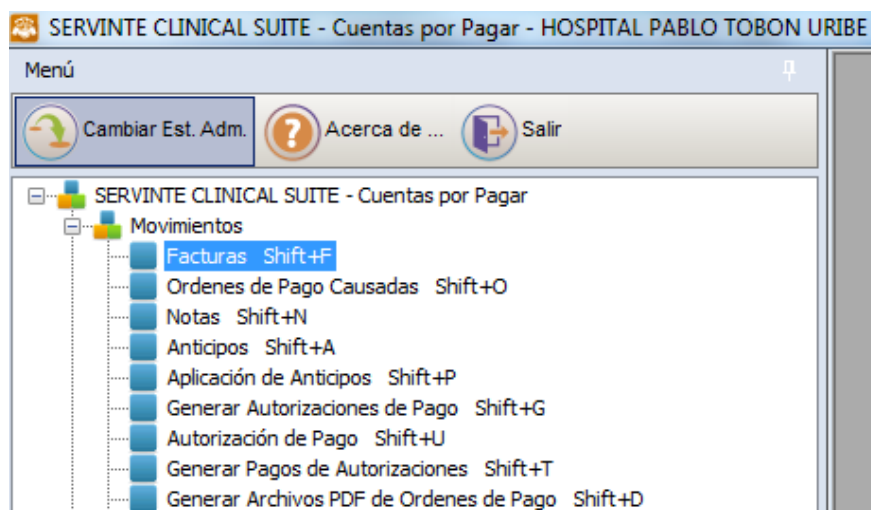 SERVINTE CLINICAL SUITE - Cuentas por Pagar - HOSPITAL PABLO TOBON URIBE
Menú
Cambiar Est. Adm. Acerca de ... Salir
SERVINTE CLINICAL SUITE - Cuentas por Pagar
Movimientos
Facturas Shift+F
Ordenes de Pago Causadas Shift+O
Notas Shift+N
Anticipos Shift+A
Aplicación de Anticipos Shift+P
Generar Autorizaciones de Pago Shift+G
Autorización de Pago Shift+U
Generar Pagos de Autorizaciones Shift+T
Generar Archivos PDF de Ordenes de Pago Shift+D